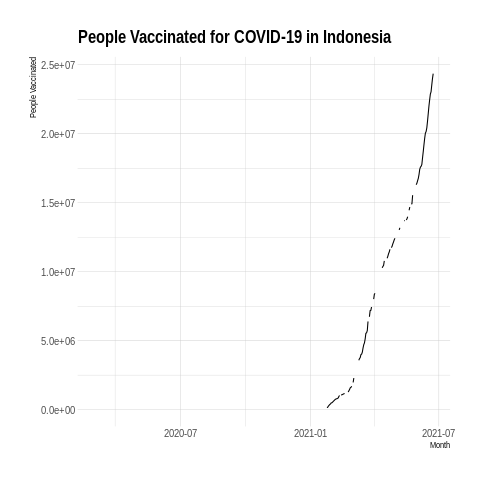 People Vaccinated for COVID-19 in Indonesia
People Vaccinated
2.5e+07
2.0e+07
1.5e+07
1.0e+07
5.0e+06
0.0e+00
2020-07
2021-01
2021-07
Month